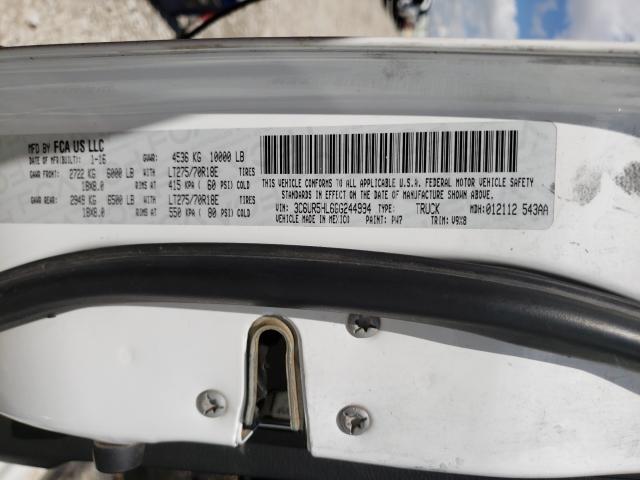 MFD BY FCA US LLC
DATE OF MFR(BUILT): 1-16 GVWR: 4536 KG 10000 LB
GAWR FRONT: 2722 KG 6000 LB LT275/70R18E TIRES
18X8.0 RIMS AT 415 KPA ( 60 PSI) COLD
GAWR REAR: 2949 KG 6500 LB LT275/70R18E TIRES
18X8.0 RIMS AT 550 KPA ( 80 PSI) COLD
THIS VEHICLE CONFORMS TO ALL APPLICABLE U.S.A. FEDERAL MOTOR VEHICLE SAFETY
STANDARDS IN EFFECT ON THE DATE OF MANUFACTURE SHOWN ABOVE.
VIN: 3C6UR5HL6GG244994 TYPE: TRUCK MDH: 012112 543AA
VEHICLE MADE IN MEXICO PAINT: PW7 TRIM: V9X8